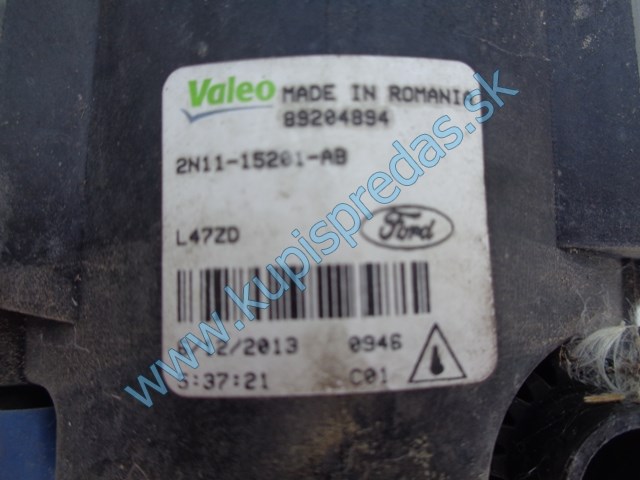 Valeo MADE IN ROMANIA
89204894
2N11-15201-AB
L47ZD Ford
/2013 0946
:37:21 C01
www.kupispredas.sk